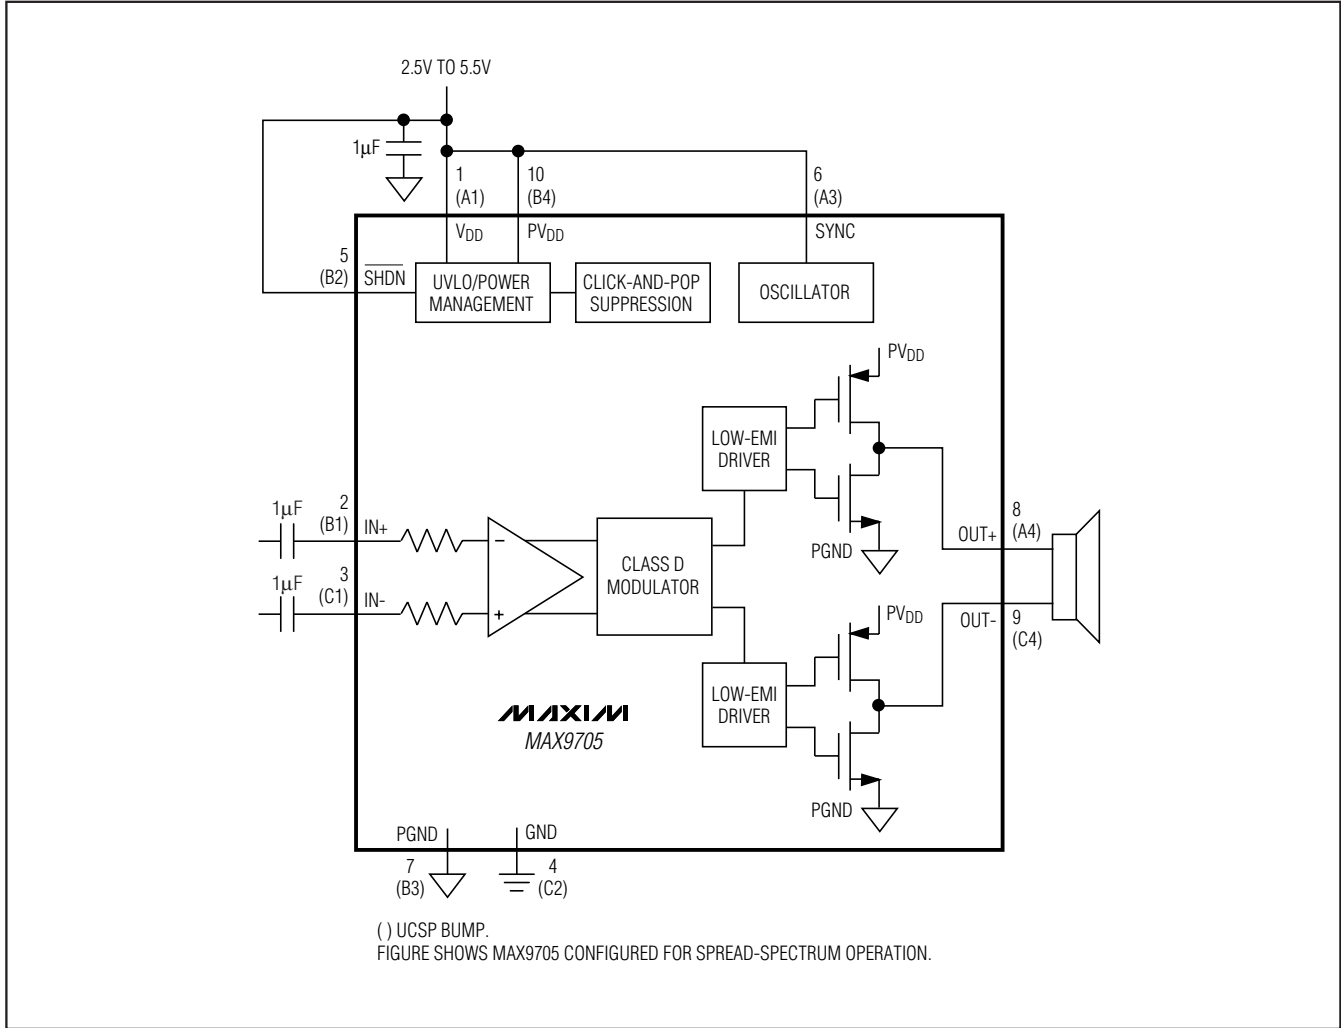 2.5V TO 5.5V
1µF
1
(A1)
10
(B4)
6
(A3)
VDD
PVDD
SYNC
5
(B2)
SHDN
UVLO/POWER
MANAGEMENT
CLICK-AND-POP
SUPPRESSION
OSCILLATOR
PVDD
LOW-EMI
DRIVER
PGND
1µF
2
(B1)
IN+
−
1µF
3
(C1)
IN-
+
CLASS D
MODULATOR
OUT+
8
(A4)
OUT-
9
(C4)
PVDD
LOW-EMI
DRIVER
PGND
MAXIM
MAX9705
PGND
GND
7
(B3)
4
(C2)
( ) UCSP BUMP.
FIGURE SHOWS MAX9705 CONFIGURED FOR SPREAD-SPECTRUM OPERATION.